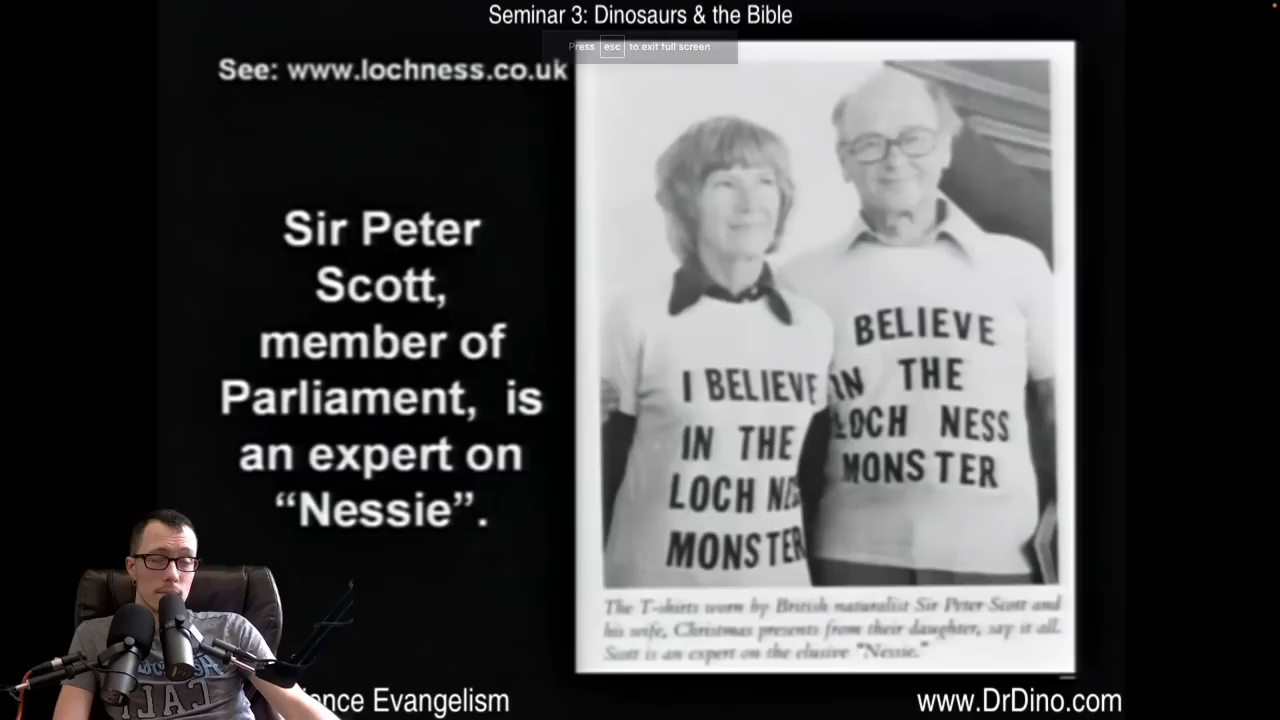 Seminar 3: Dinosaurs & the Bible
Press esc to exit full screen
See: www.lochness.co.uk
Sir Peter
Scott,
member of
Parliament, is
an expert on
“Nessie”.
I BELIEVE
IN THE
LOCH NES
MONSTER
BELIEVE
IN THE
LOCH NESS
MONSTER
The T-shirts worn by British naturalist Sir Peter Scott and
his wife, Christmas presents from their daughter, say it all.
Scott is an expert on the elusive "Nessie."
ience Evangelism
www.DrDino.com